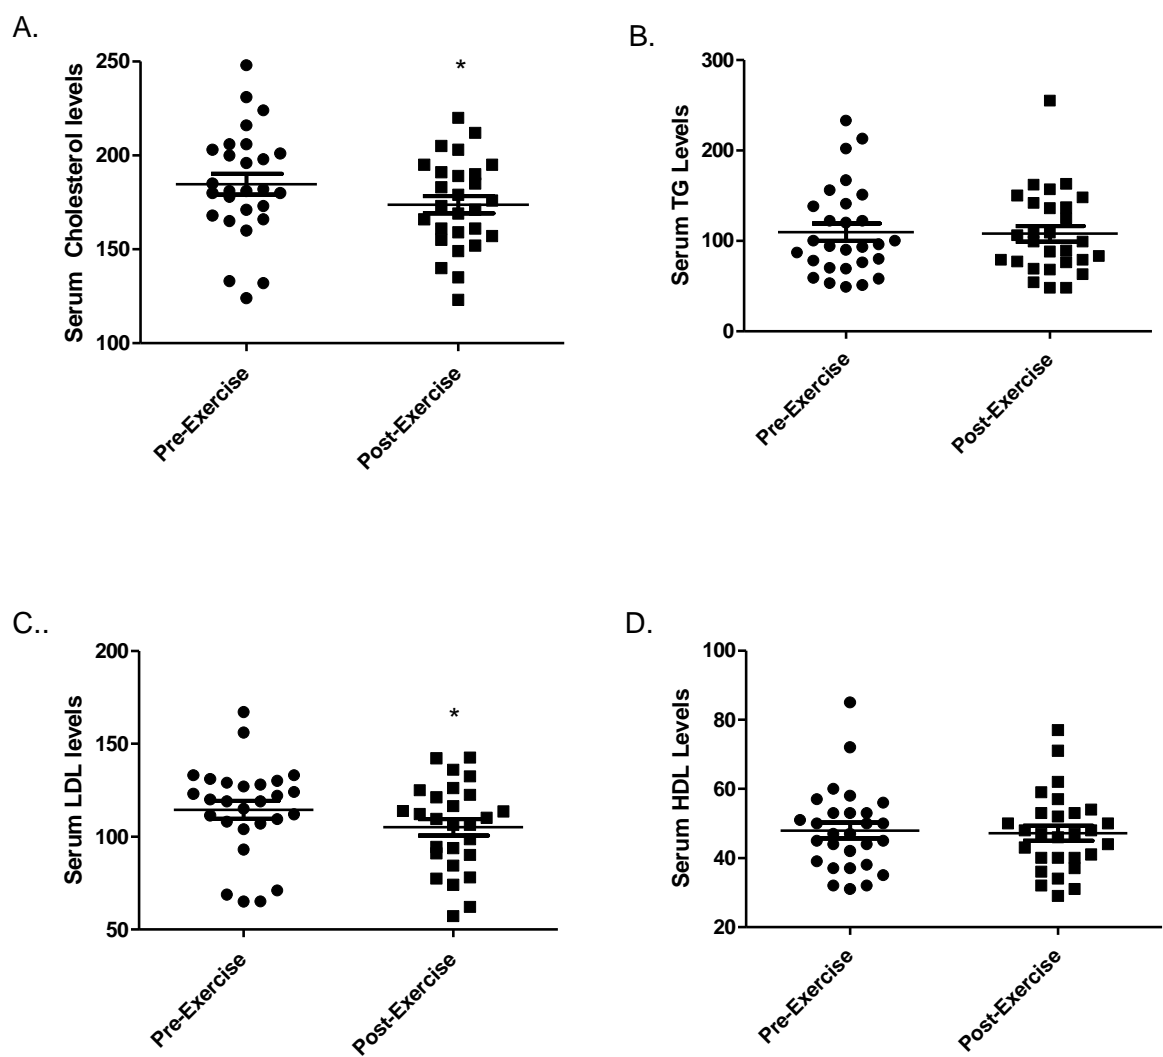 A.
Serum Cholesterol levels
250
200
150
100
*
Pre-Exercise
Post-Exercise
B.
Serum TG Levels
300
200
100
0
Pre-Exercise
Post-Exercise
C..
Serum LDL levels
200
150
100
50
*
Pre-Exercise
Post-Exercise
D.
Serum HDL Levels
100
80
60
40
20
Pre-Exercise
Post-Exercise